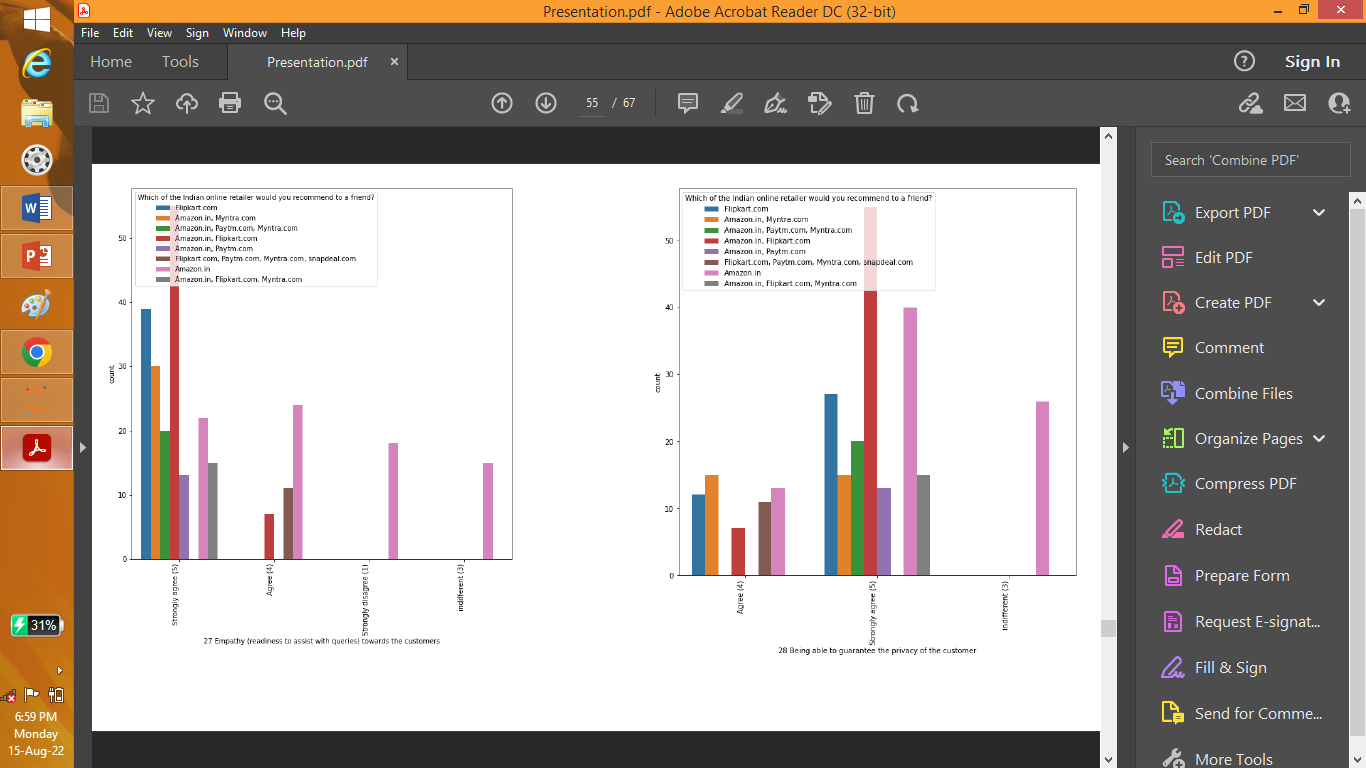 Presentation.pdf - Adobe Acrobat Reader DC (32-bit)
File Edit View Sign Window Help
Home Tools Presentation.pdf × Sign In
55 / 67
Which of the Indian online retailer would you recommend to a friend?
Flipkart.com
Amazon.in, Myntra.com
Amazon.in, Paytm.com, Myntra.com
Amazon.in, Flipkart.com
Amazon.in, Paytm.com
Flipkart.com, Paytm.com, Myntra.com, snapdeal.com
Amazon.in
Amazon.in, Flipkart.com, Myntra.com
50
40
30
20
10
0
count
Strongly agree (5)
Agree (4)
Strongly disagree (1)
indifferent (3)
27 Empathy (readiness to assist with queries) towards the customers
Which of the Indian online retailer would you recommend to a friend?
Flipkart.com
Amazon.in, Myntra.com
Amazon.in, Paytm.com, Myntra.com
Amazon.in, Flipkart.com
Amazon.in, Paytm.com
Flipkart.com, Paytm.com, Myntra.com, snapdeal.com
Amazon.in
Amazon.in, Flipkart.com, Myntra.com
50
40
30
20
10
0
count
Agree (4)
Strongly agree (5)
indifferent (3)
28 Being able to guarantee the privacy of the customer
Search 'Combine PDF'
Export PDF
Edit PDF
Create PDF
Comment
Combine Files
Organize Pages
Compress PDF
Redact
Prepare Form
Request E-signat...
Fill & Sign
Send for Comme...
More Tools
31%
6:59 PM
Monday
15-Aug-22